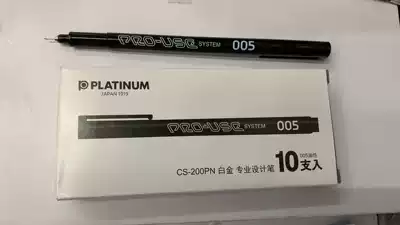 PRO-USE SYSTEM 005
PLATINUM
JAPAN 1919
PRO-USE SYSTEM 005
CS-200PN 白金 专业设计笔 10支入